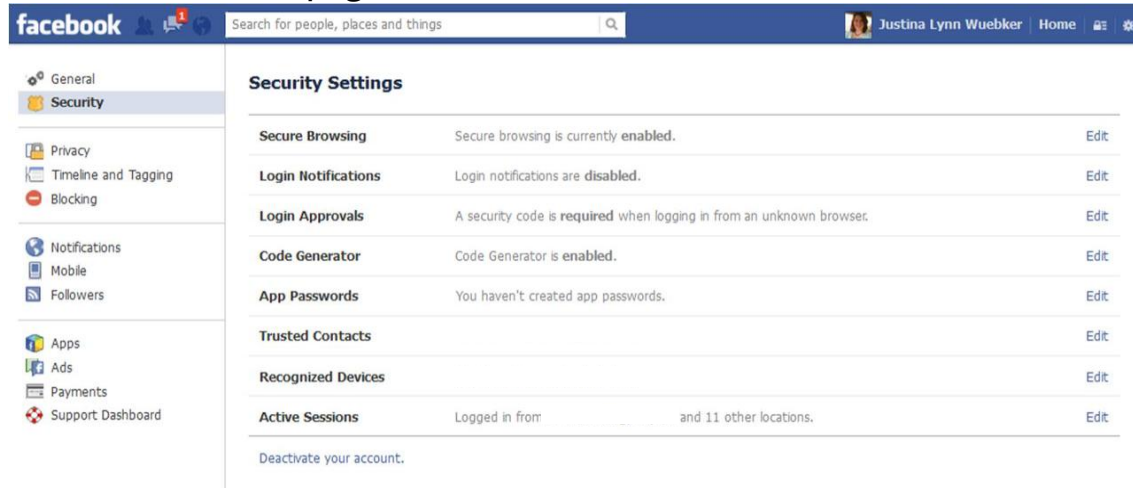 facebook
1
Search for people, places and things
Justina Lynn Wuebker
Home
General
Security
Privacy
Timeline and Tagging
Blocking
Notifications
Mobile
Followers
Apps
Ads
Payments
Support Dashboard
Security Settings
Secure Browsing Secure browsing is currently enabled. Edit
Login Notifications Login notifications are disabled. Edit
Login Approvals A security code is required when logging in from an unknown browser. Edit
Code Generator Code Generator is enabled. Edit
App Passwords You haven't created app passwords. Edit
Trusted Contacts Edit
Recognized Devices Edit
Active Sessions Logged in from and 11 other locations. Edit
Deactivate your account.